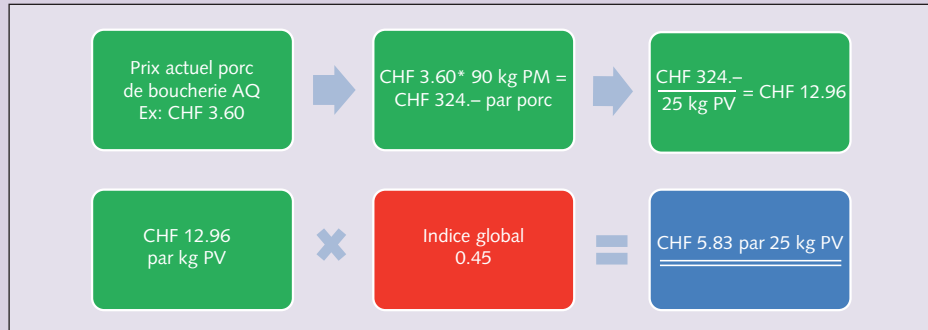 Prix actuel porc
de boucherie AQ
Ex: CHF 3.60
CHF 3.60* 90 kg PM =
CHF 324.– par porc
CHF 324.–
25 kg PV
= CHF 12.96
CHF 12.96
par kg PV
×
Indice global
0.45
=
CHF 5.83 par 25 kg PV